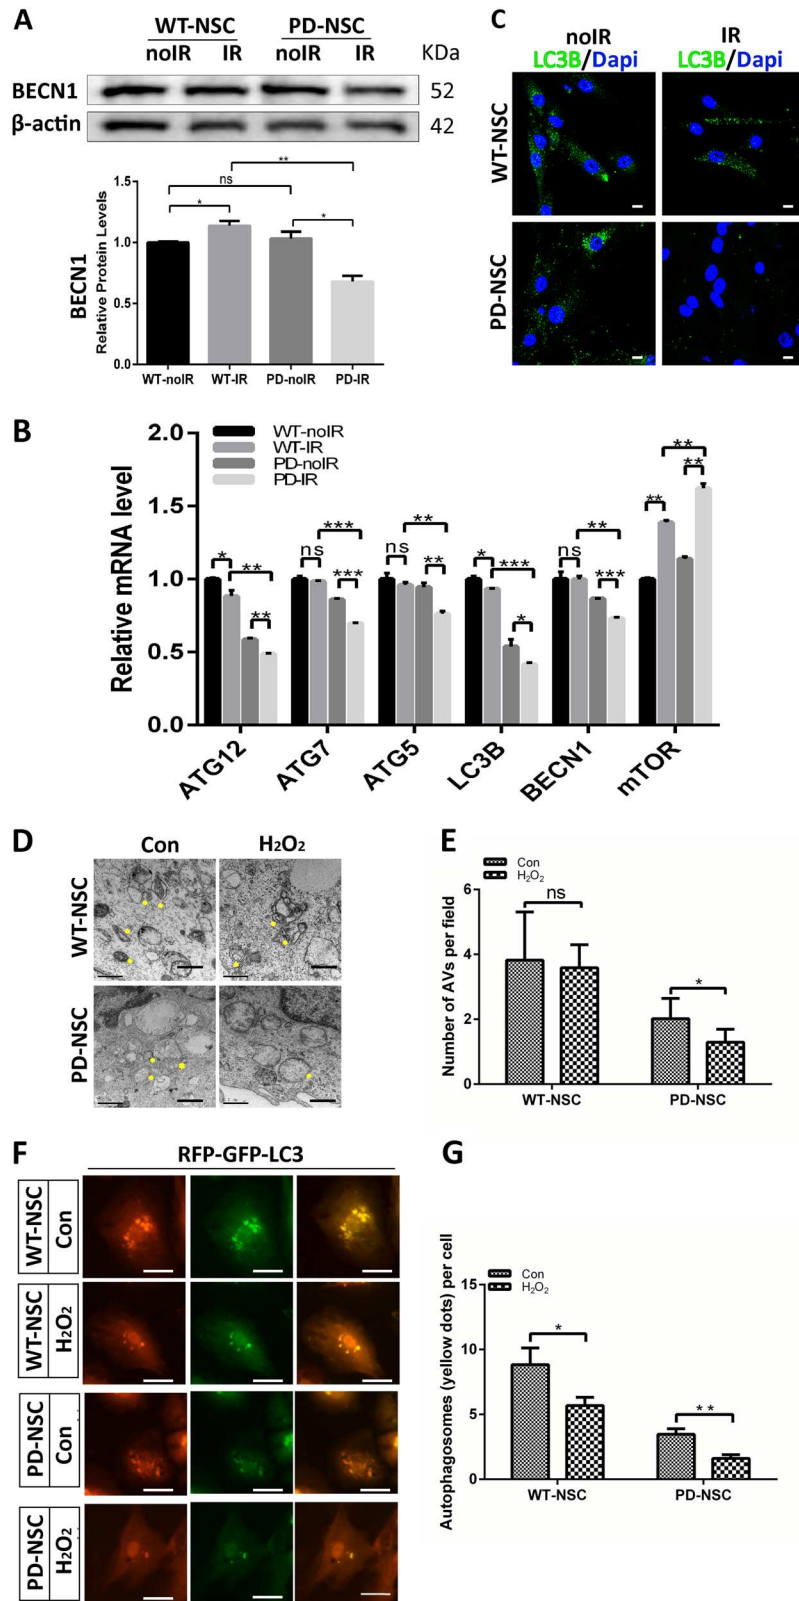 A
WT-NSC PD-NSC
noIR IR noIR IR KDa
BECN1 52
β-actin 42
BECN1
Relative Protein Levels
1.5
1.0
0.5
0.0
**
ns
* *
WT-noIR WT-IR PD-noIR PD-IR
C
noIR IR
LC3B/Dapi LC3B/Dapi
WT-NSC
PD-NSC
B
Relative mRNA level
2.0
1.5
1.0
0.5
0.0
WT-noIR
WT-IR
PD-noIR
PD-IR
* ** **
ns *** ***
ns ** **
* *** *
ns ** ***
** ** **
ATG12 ATG7 ATG5 LC3B BECN1 mTOR
D
Con H2O2
WT-NSC
PD-NSC
E
Con
H2O2
Number of AVs per field
6
4
2
0
ns *
WT-NSC PD-NSC
F
RFP-GFP-LC3
WT-NSC Con
WT-NSC H2O2
PD-NSC Con
PD-NSC H2O2
G
Con
H2O2
Autophagosomes (yellow dots) per cell
15
10
5
0
* **
WT-NSC PD-NSC